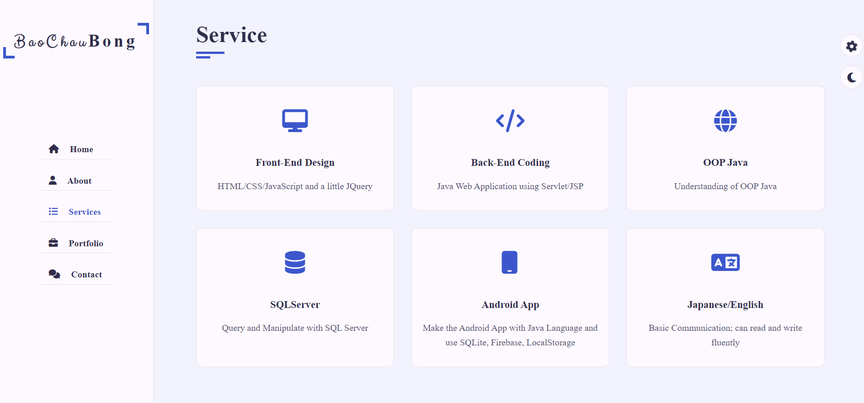 BaoChauBong
Home
About
Services
Portfolio
Contact
Service
Front-End Design
HTML/CSS/JavaScript and a little JQuery
Back-End Coding
Java Web Application using Servlet/JSP
OOP Java
Understanding of OOP Java
SQLServer
Query and Manipulate with SQL Server
Android App
Make the Android App with Java Language and
use SQLite, Firebase, LocalStorage
Japanese/English
Basic Communication; can read and write
fluently